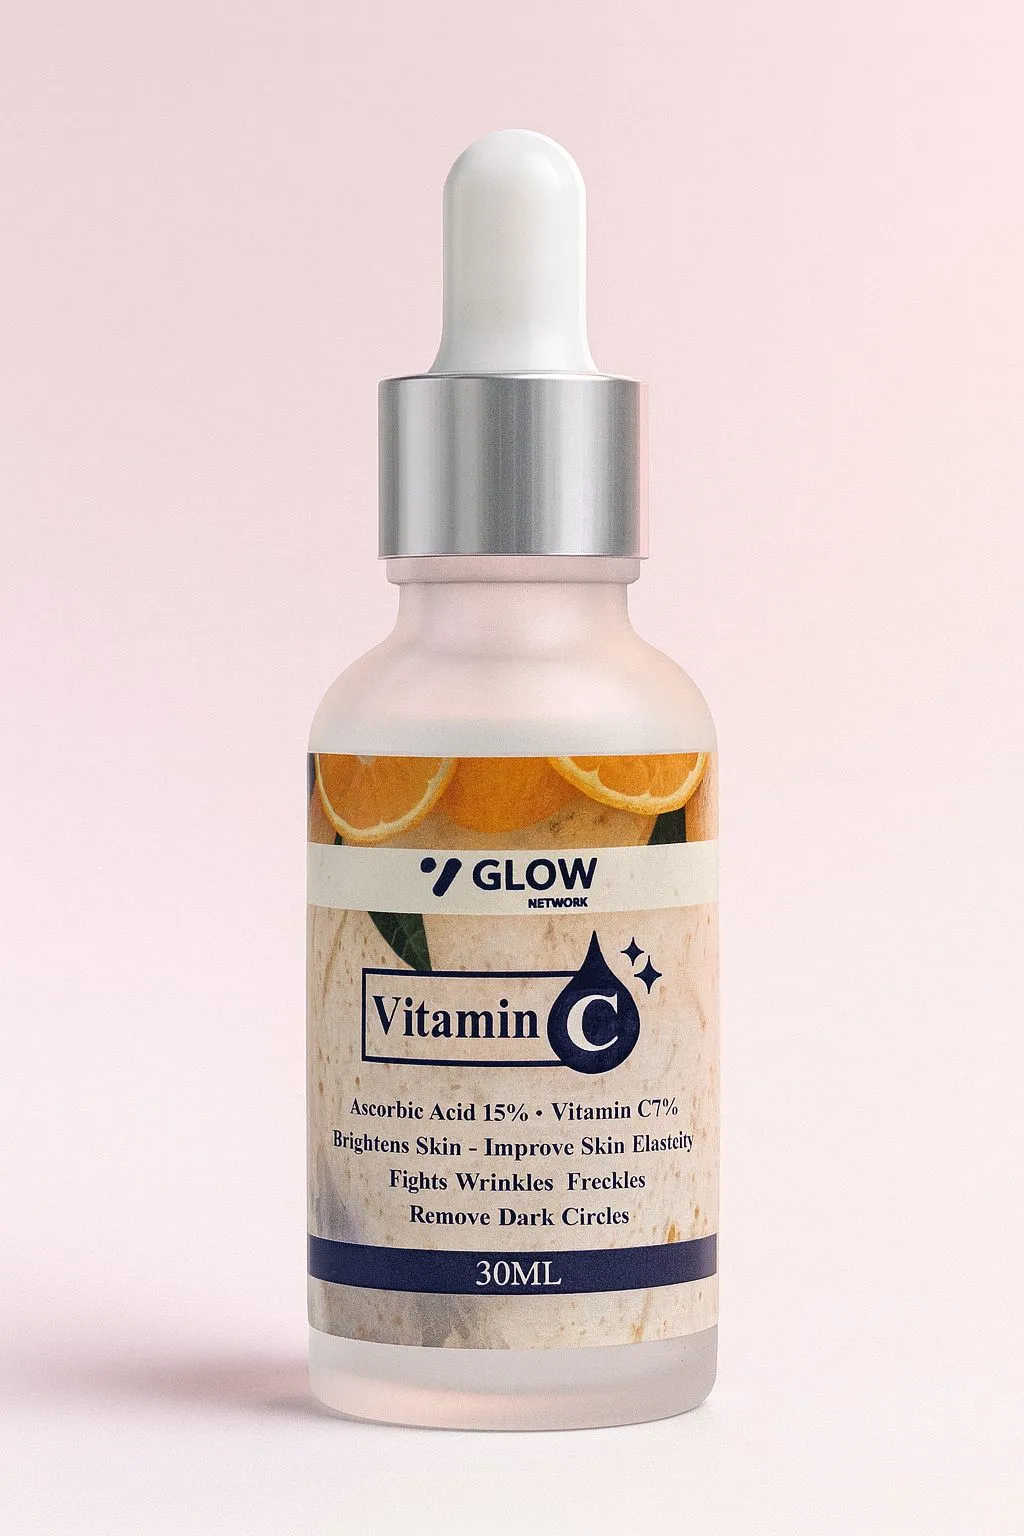 GLOW
NETWORK
Vitamin C
Ascorbic Acid 15% • Vitamin C7%
Brightens Skin - Improve Skin Elasteity
Fights Wrinkles Freckles
Remove Dark Circles
30ML